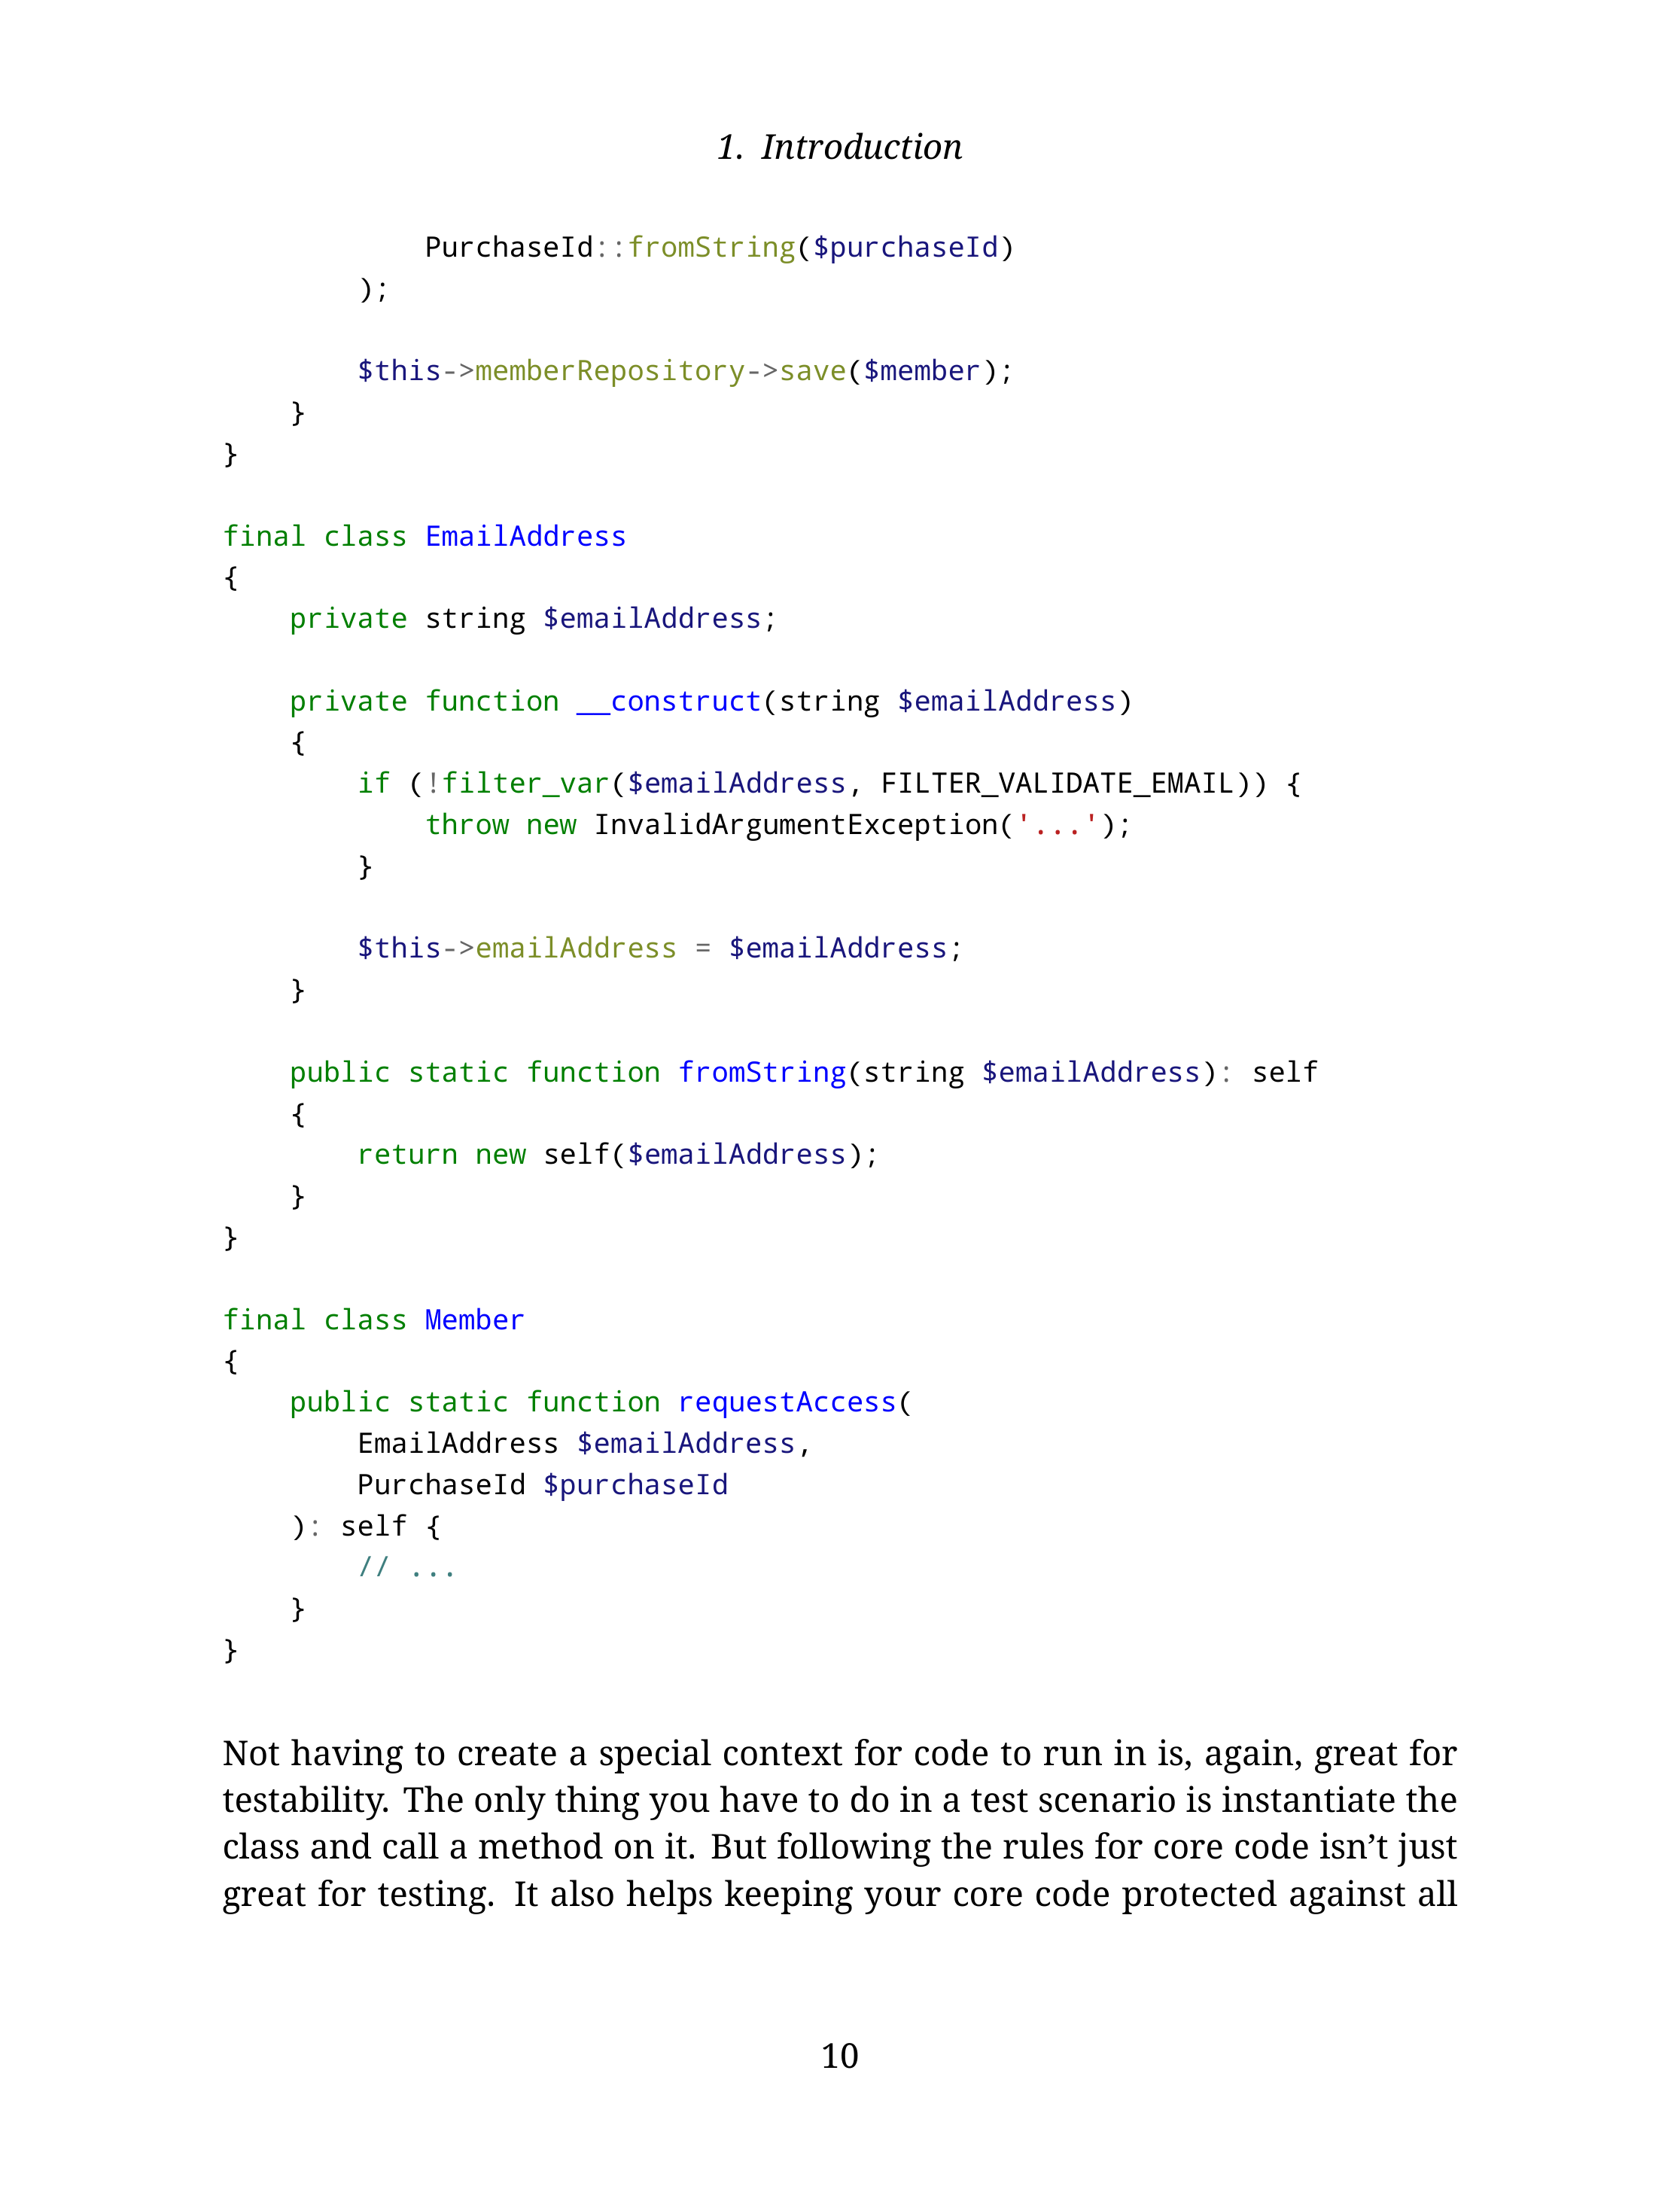 1. Introduction
            PurchaseId::fromString($purchaseId)
        );

        $this->memberRepository->save($member);
    }
}

final class EmailAddress
{
    private string $emailAddress;

    private function __construct(string $emailAddress)
    {
        if (!filter_var($emailAddress, FILTER_VALIDATE_EMAIL)) {
            throw new InvalidArgumentException('...');
        }

        $this->emailAddress = $emailAddress;
    }

    public static function fromString(string $emailAddress): self
    {
        return new self($emailAddress);
    }
}

final class Member
{
    public static function requestAccess(
        EmailAddress $emailAddress,
        PurchaseId $purchaseId
    ): self {
        // ...
    }
}

Not having to create a special context for code to run in is, again, great for
testability. The only thing you have to do in a test scenario is instantiate the
class and call a method on it. But following the rules for core code isn’t just
great for testing. It also helps keeping your core code protected against all
10